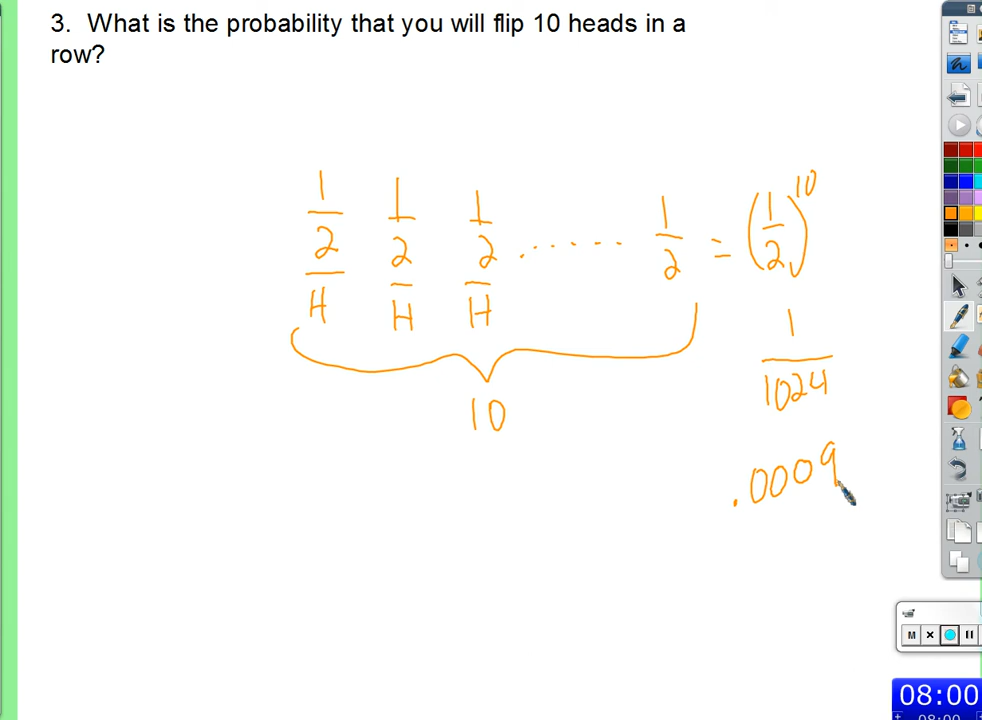 3. What is the probability that you will flip 10 heads in a
row?
1/2 1/2 1/2 ...... 1/2 = (1/2)^10
H H H
10
1/1024
.0009
M × II
08:00